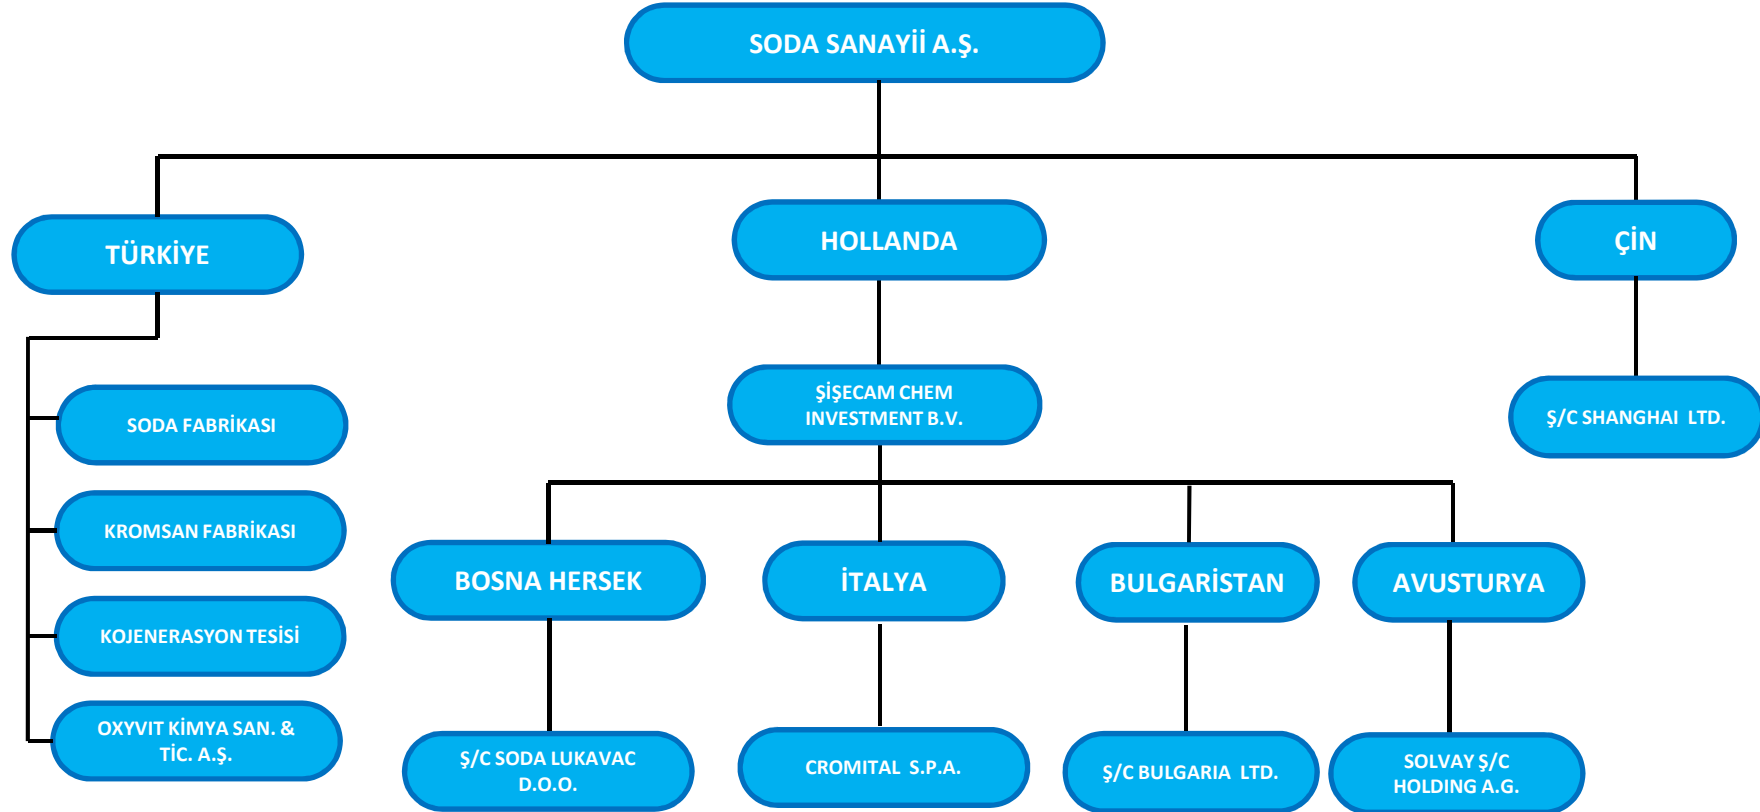 SODA SANAYİİ A.Ş.
TÜRKİYE
HOLLANDA
ÇİN
ŞİŞECAM CHEM
INVESTMENT B.V.
Ş/C SHANGHAI LTD.
SODA FABRİKASI
KROMSAN FABRİKASI
KOJENERASYON TESİSİ
OXYVIT KİMYA SAN. &
TİC. A.Ş.
BOSNA HERSEK
İTALYA
BULGARİSTAN
AVUSTURYA
Ş/C SODA LUKAVAC
D.O.O.
CROMITAL S.P.A.
Ş/C BULGARIA LTD.
SOLVAY Ş/C
HOLDING A.G.